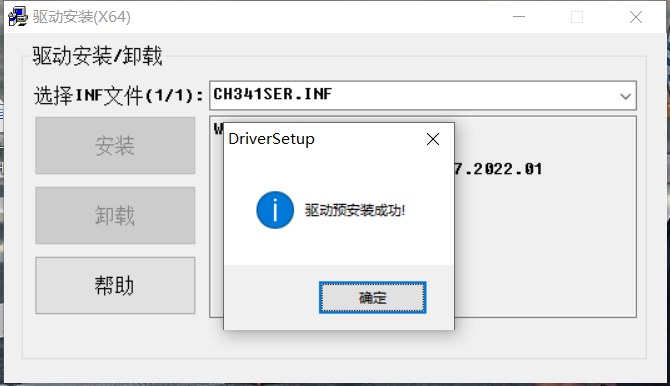 驱动安装(X64)
驱动安装/卸载
选择INF文件(1/1):
CH341SER.INF
安装
卸载
帮助
DriverSetup
7.2022.01
驱动预安装成功!
确定